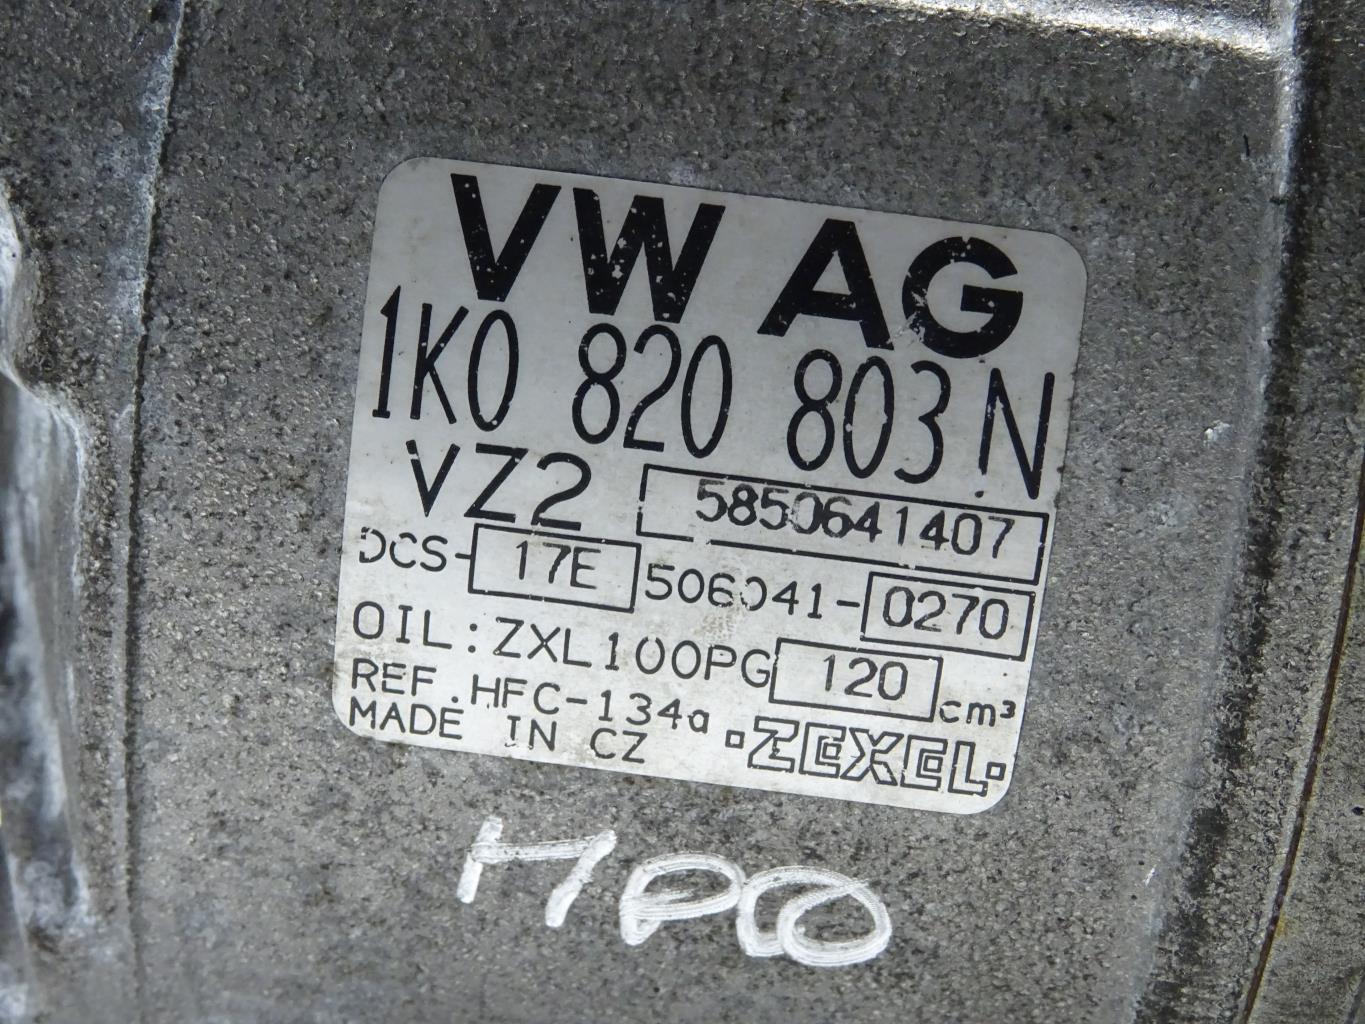 VW AG
1K0 820 803 N
VZ2 5850641407
DCS-17E 506041-0270
OIL: ZXL100PG 120 cm³
REF. HFC-134a
MADE IN CZ ZEXEL